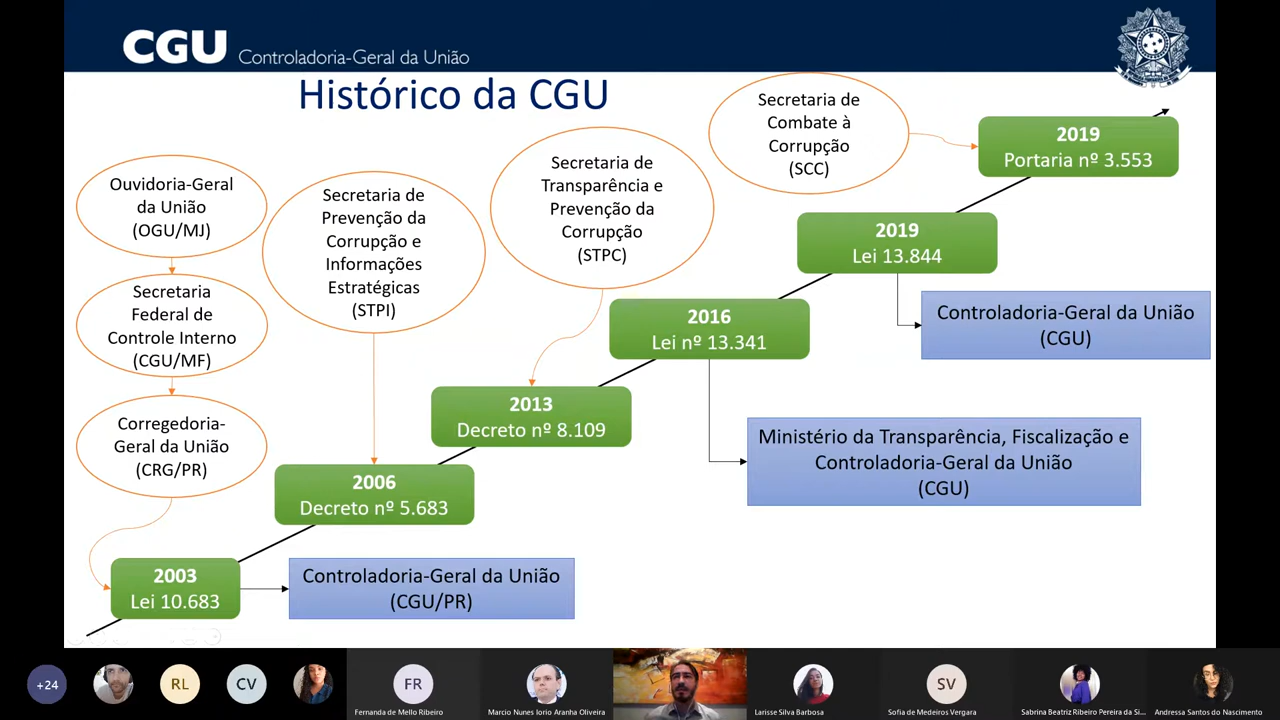 CGU Controladoria-Geral da União
Histórico da CGU
Ouvidoria-Geral
da União
(OGU/MJ)
Secretaria
Federal de
Controle Interno
(CGU/MF)
Corregedoria-
Geral da União
(CRG/PR)
2003
Lei 10.683
Controladoria-Geral da União
(CGU/PR)
Secretaria de
Prevenção da
Corrupção e
Informações
Estratégicas
(STPI)
2006
Decreto nº 5.683
Secretaria de
Transparência e
Prevenção da
Corrupção
(STPC)
2013
Decreto nº 8.109
2016
Lei nº 13.341
Ministério da Transparência, Fiscalização e
Controladoria-Geral da União
(CGU)
2019
Lei 13.844
Controladoria-Geral da União
(CGU)
Secretaria de
Combate à
Corrupção
(SCC)
2019
Portaria nº 3.553
+24
RL
CV
FR
SV
Fernanda de Mello Ribeiro
Marcio Nunes Iorio Aranha Oliveira
Larisse Silva Barbosa
Sofia de Medeiros Vergara
Sabrina Beatriz Ribeiro Pereira da Si...
Andressa Santos do Nascimento